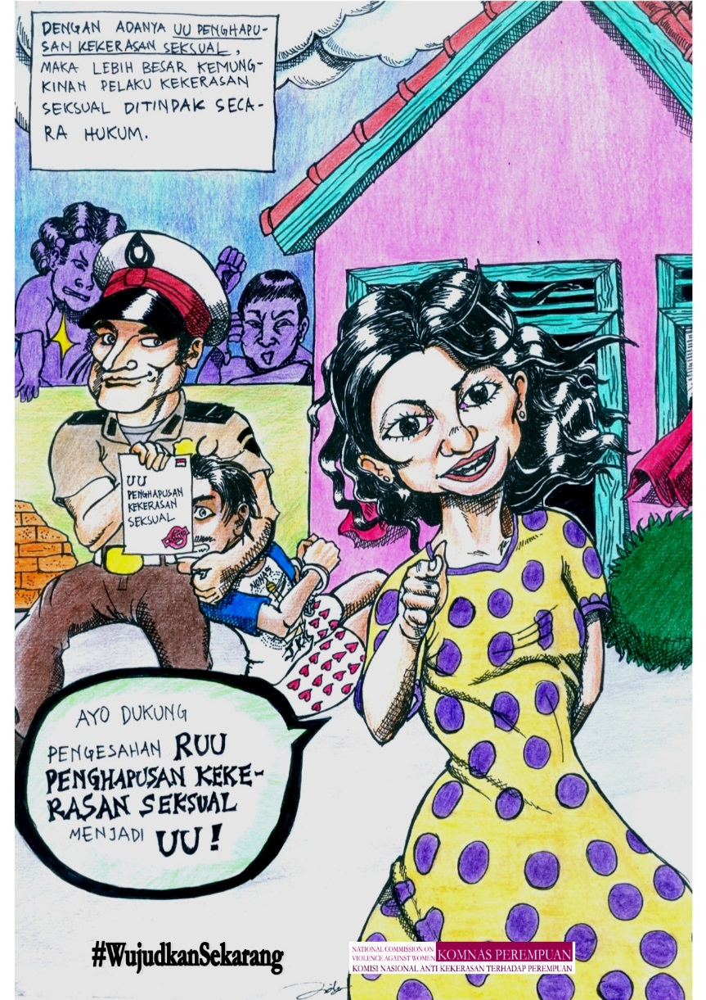 DENGAN ADANYA UU PENGHAPU-
SAN KEKERASAN SEKSUAL,
MAKA LEBIH BESAR KEMUNG-
KINAN PELAKU KEKERASAN
SEKSUAL DITINDAK SECA-
RA HUKUM.
UU
PENGHAPUSAN
KEKERASAN
SEKSUAL
AYO DUKUNG
PENGESAHAN RUU
PENGHAPUSAN KEKE-
RASAN SEKSUAL
MENJADI UU!
#WujudkanSekarang
NATIONAL COMMISSION ON
VIOLENCE AGAINST WOMEN KOMNAS PEREMPUAN
KOMISI NASIONAL ANTI KEKERASAN TERHADAP PEREMPUAN